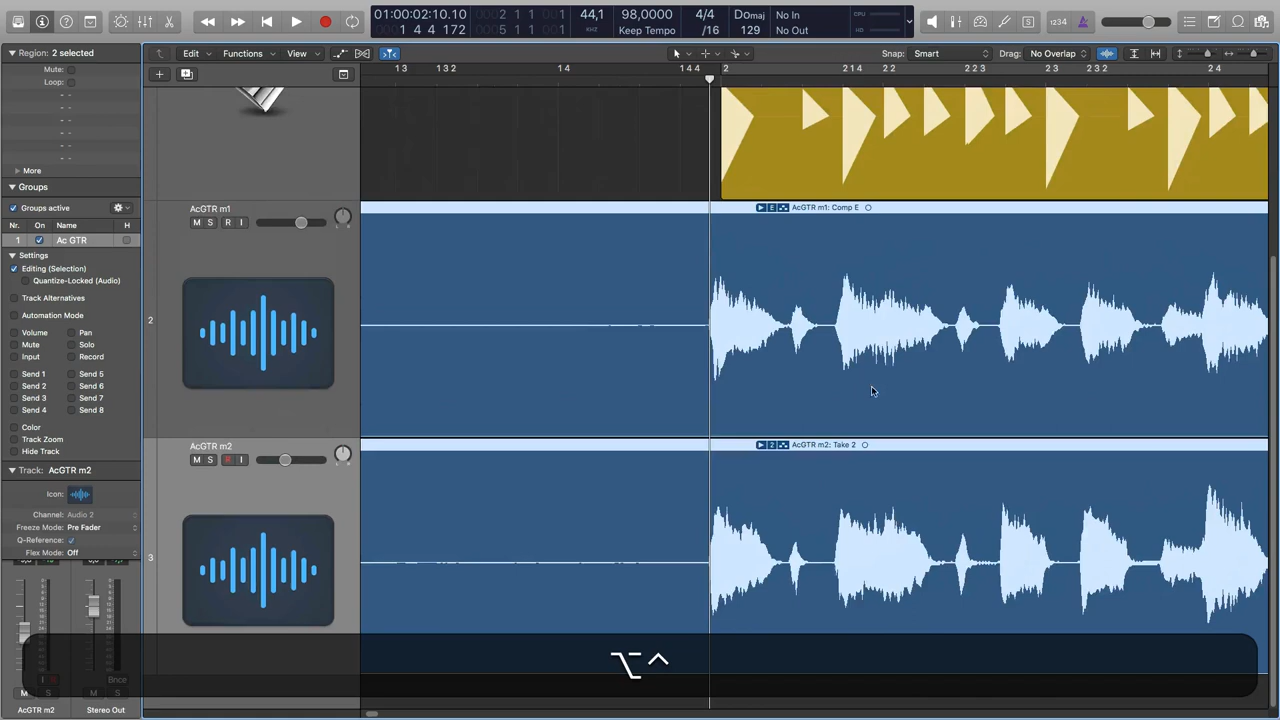 01:00:02:10.10
1 4 4 172
2 1 1 1
5 1 1 1
44,1
KHZ
98,0000
Keep Tempo
4/4
/16
DOmaj
129
No In
No Out
CPU
1234
Region: 2 selected
Edit Functions View
Snap: Smart
Drag: No Overlap
Mute:
Loop:
More
1 3 1 3 2 1 4 1 4 4 2 2 1 4 2 2 2 2 3 2 3 2 3 2 2 4
Groups
Groups active
Nr. On Name H
1 Ac GTR
Settings
Editing (Selection)
Quantize-Locked (Audio)
Track Alternatives
Automation Mode
Volume Pan
Mute Solo
Input Record
Send 1 Send 5
Send 2 Send 6
Send 3 Send 7
Send 4 Send 8
Color
Track Zoom
Hide Track
Track: AcGTR m2
Icon:
Channel: Audio 2
Freeze Mode: Pre Fader
Q-Reference:
Flex Mode: Off
I R Bnce
M S M S
AcGTR m2 Stereo Out
2
AcGTR m1
M S R I
E AcGTR m1: Comp E
3
AcGTR m2
M S R I
2 AcGTR m2: Take 2
⌥⌃